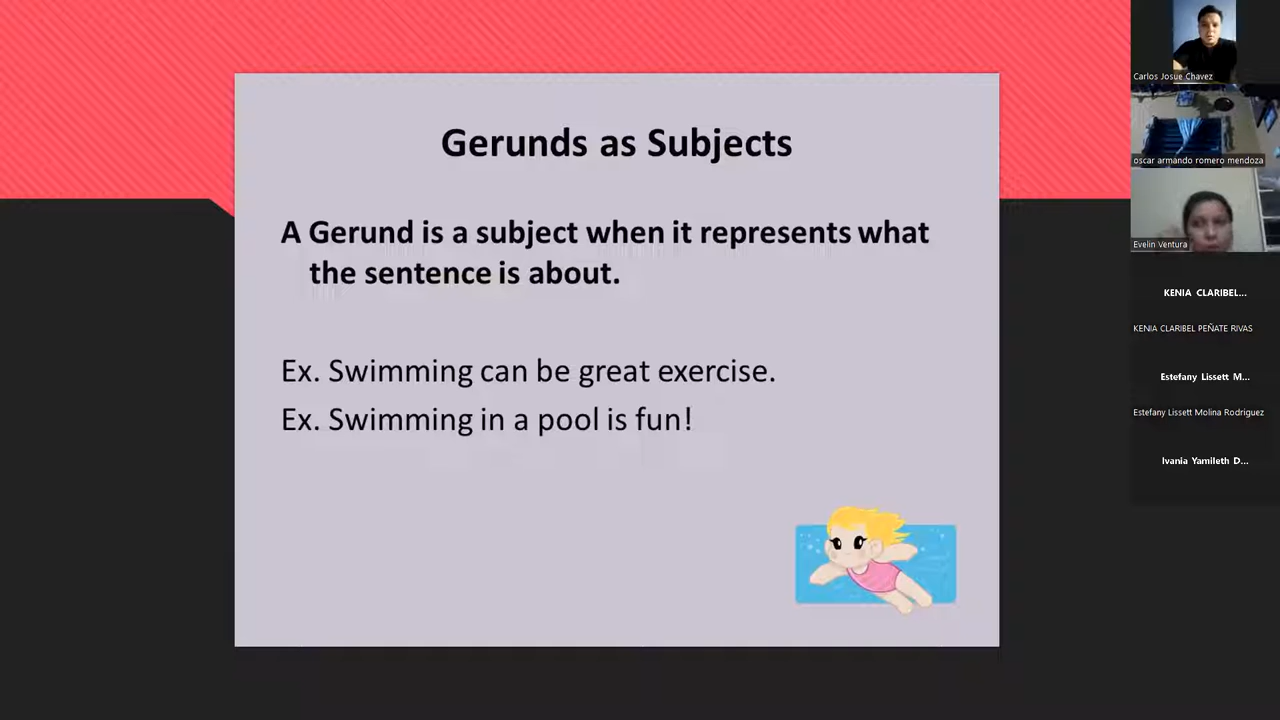 Gerunds as Subjects
A Gerund is a subject when it represents what
the sentence is about.
Ex. Swimming can be great exercise.
Ex. Swimming in a pool is fun!
Carlos Josue Chavez
oscar armando romero mendoza
Evelin Ventura
KENIA CLARIBEL...
KENIA CLARIBEL PEÑATE RIVAS
Estefany Lissett M...
Estefany Lissett Molina Rodriguez
Ivania Yamileth D...